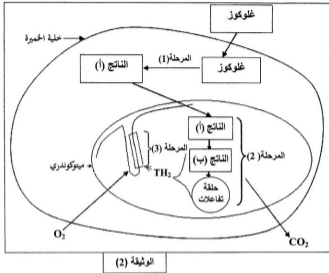 غلوكوز
خلية الخميرة
الناتج (أ)
المرحلة (1)
غلوكوز
الناتج (أ)
المرحلة (3)
المرحلة (2)
الناتج (ب)
ميتوكوندري
TH₂
حلقة
تفاعلات
O₂
CO₂
الوثيقة (2)